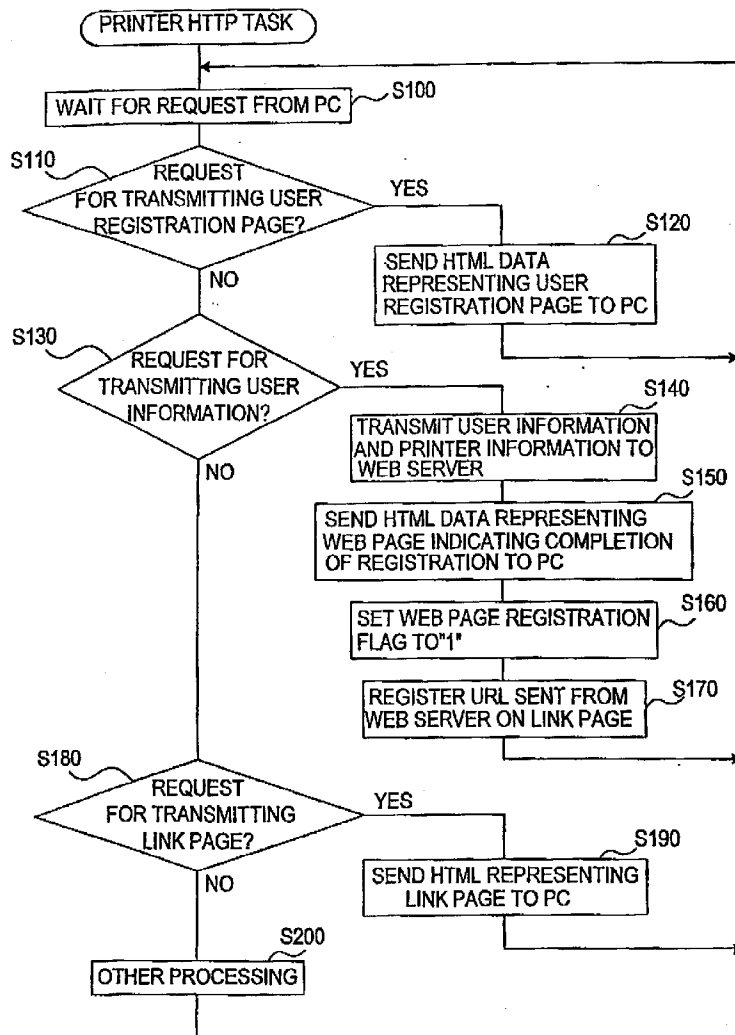 PRINTER HTTP TASK
WAIT FOR REQUEST FROM PC
S100
S110
REQUEST
FOR TRANSMITTING USER
REGISTRATION PAGE?
YES
NO
S120
SEND HTML DATA
REPRESENTING USER
REGISTRATION PAGE TO PC
S130
REQUEST FOR
TRANSMITTING USER
INFORMATION?
YES
NO
S140
TRANSMIT USER INFORMATION
AND PRINTER INFORMATION TO
WEB SERVER
S150
SEND HTML DATA REPRESENTING
WEB PAGE INDICATING COMPLETION
OF REGISTRATION TO PC
S160
SET WEB PAGE REGISTRATION
FLAG TO"1"
S170
REGISTER URL SENT FROM
WEB SERVER ON LINK PAGE
S180
REQUEST
FOR TRANSMITTING
LINK PAGE?
YES
NO
S190
SEND HTML REPRESENTING
LINK PAGE TO PC
S200
OTHER PROCESSING